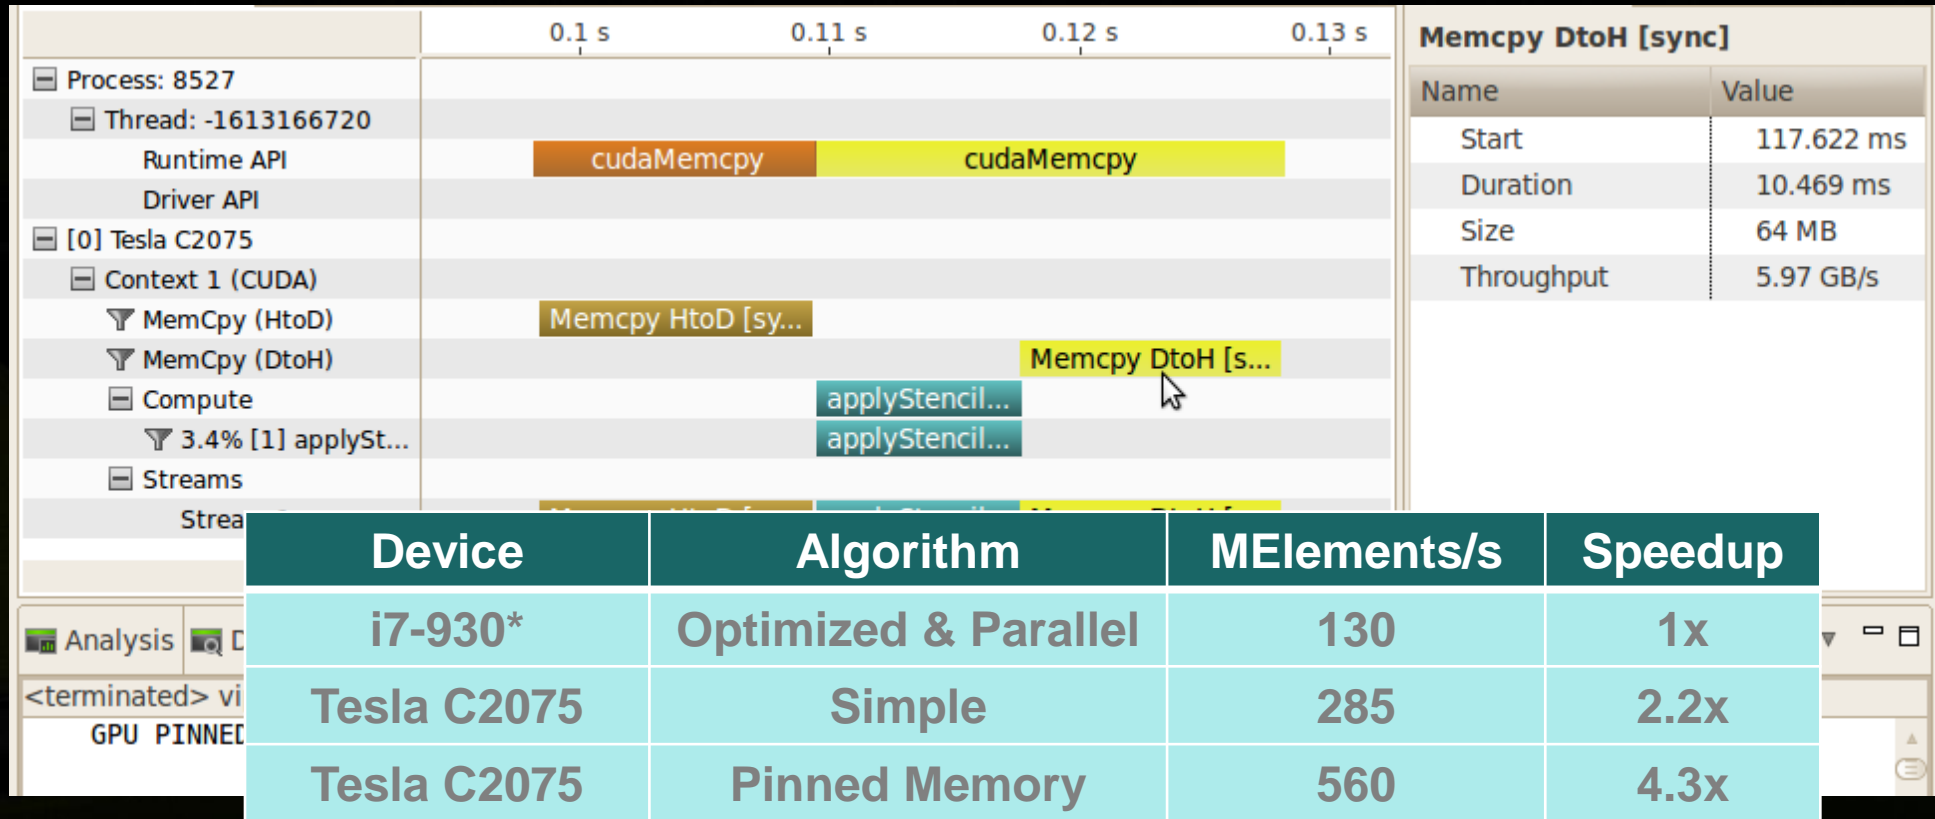 0.1 s 0.11 s 0.12 s 0.13 s
Process: 8527
Thread: -1613166720
Runtime API cudaMemcpy cudaMemcpy
Driver API
[0] Tesla C2075
Context 1 (CUDA)
MemCpy (HtoD) Memcpy HtoD [sy...
MemCpy (DtoH) Memcpy DtoH [s...
Compute applyStencil...
3.4% [1] applySt... applyStencil...
Streams
Strea
Memcpy DtoH [sync]
Name Value
Start 117.622 ms
Duration 10.469 ms
Size 64 MB
Throughput 5.97 GB/s
Analysis D
<terminated> vi
GPU PINNED
Device Algorithm MElements/s Speedup
i7-930* Optimized & Parallel 130 1x
Tesla C2075 Simple 285 2.2x
Tesla C2075 Pinned Memory 560 4.3x